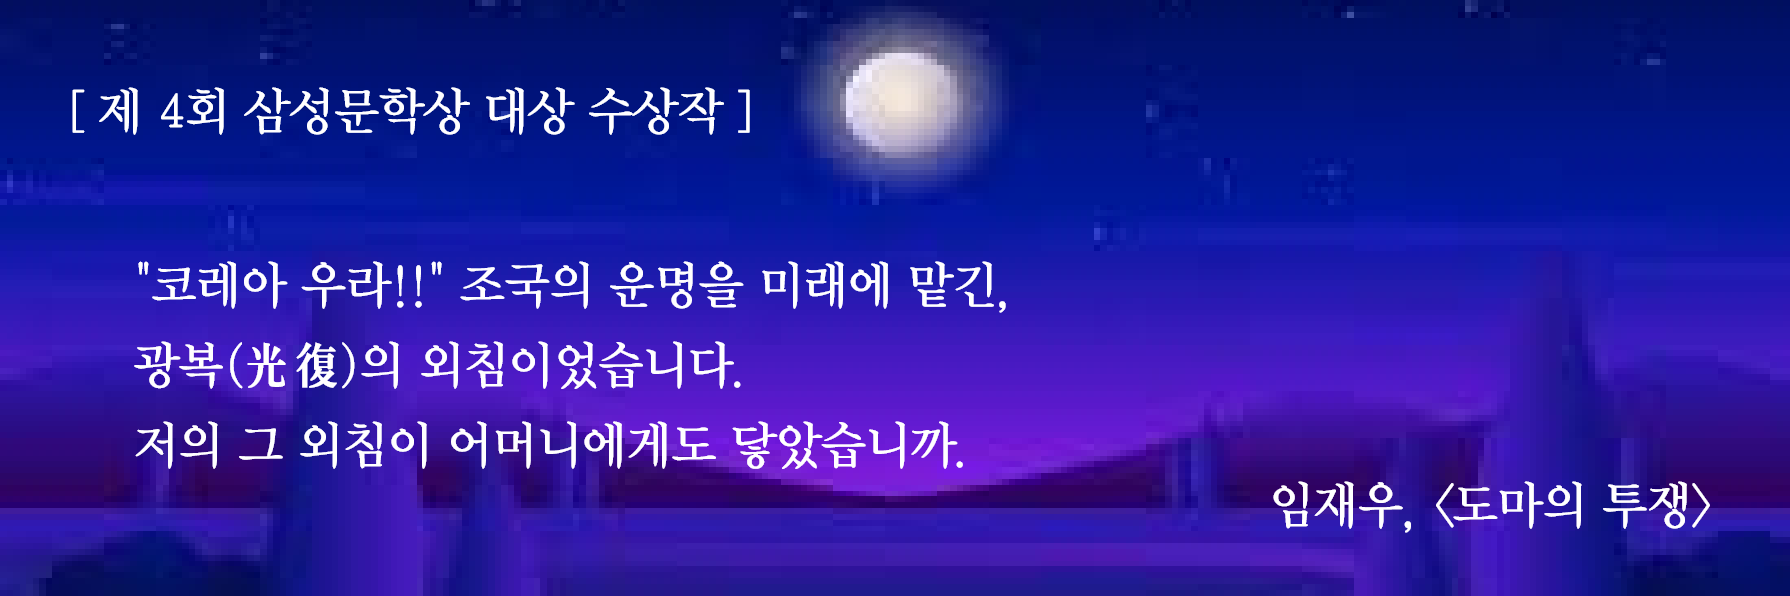 [ 제 4회 삼성문학상 대상 수상작 ]
"코레아 우라!!" 조국의 운명을 미래에 맡긴,
광복(光復)의 외침이었습니다.
저의 그 외침이 어머니에게도 닿았습니까.
임재우, 〈도마의 투쟁〉